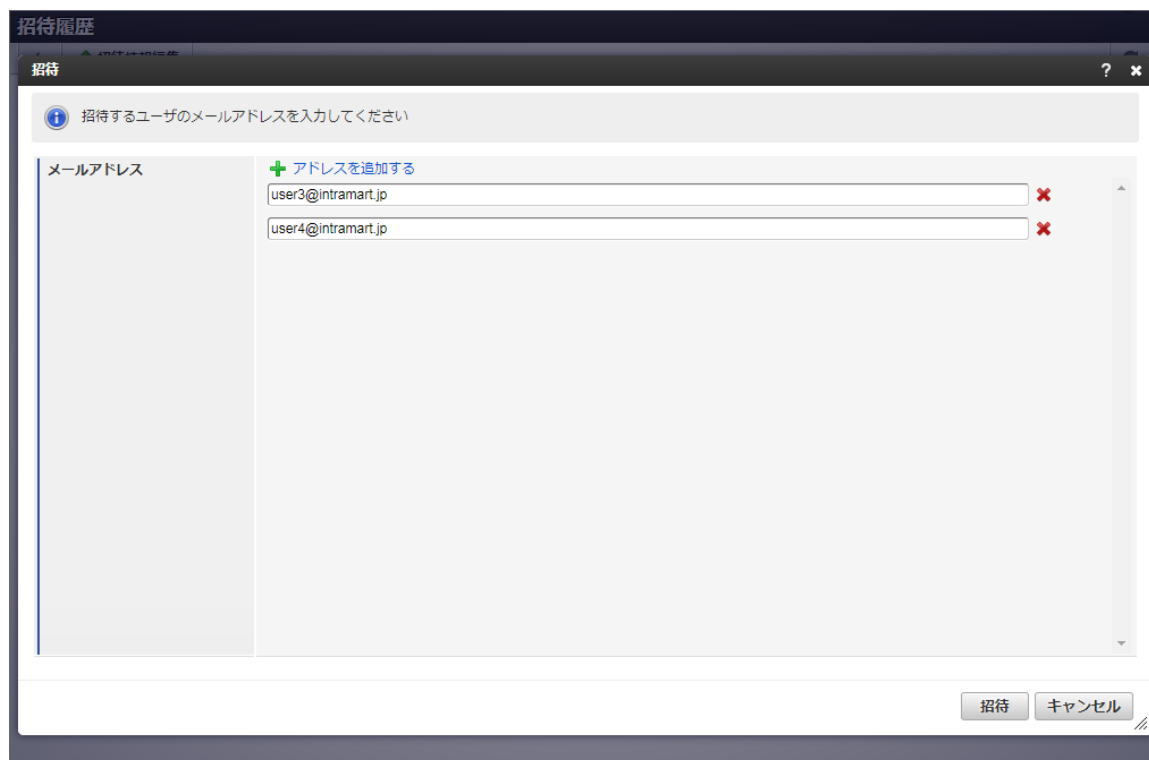 招待履歴
招待
?
招待するユーザのメールアドレスを入力してください
メールアドレス
アドレスを追加する
user3@intramart.jp
user4@intramart.jp
招待 キャンセル